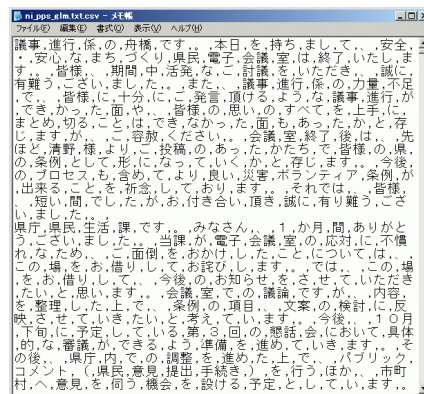 ni_pps_glm.txt.csv - メモ帳
ファイル(F) 編集(E) 書式(O) 表示(V) ヘルプ(H)
議事,進行,係,の,舟橋,です,。,本日,を,持ち,まして,、,安全,
・,安心,な,まち,づくり,県民,電子,会議,室,は,終了,いたし,ま
す,。,皆様,、,期間,中,活発,な,ご,討議,を,いただき,、,誠に,
有難う,ござい,まし,た,。,また,、,議事,進行,係,の,力量,不足
,で,、,皆様,に,十分,に,ご,発言,頂ける,よう,な,議事,進行,が
,でき,なかっ,た,面,や,、,皆様,の,思い,の,すべて,を,上手,に,
まとめ,切る,こと,は,でき,なかっ,た,面,も,あっ,た,か,と,存
じ,ます,が,、,ご,容赦,ください,。,会議,室,終了,後,は,、,先
ほど,清野,様,より,ご,投稿,の,あっ,た,かたち,で,皆様,の,県,
の,条例,として,形,に,なっ,て,いく,か,と,存じ,ます,。,今後,
の,プロセス,も,含め,て,より,良い,災害,ボランティア,条例,が
,出来る,こと,を,祈念,し,て,おり,ます,。,それでは,、,皆様,
、,短い,間,でし,た,が,お,付き合い,頂き,誠に,有り難う,ござ
い,まし,た,。,
県庁,県民,生活,課,です,。,みなさん,、,1,か月,間,ありがと
う,ござい,まし,た,。,当課,が,電子,会議,室,の,応対,に,不慣
れ,な,ため,、,ご,面倒,を,おかけ,し,た,こと,について,は,、,
この,場,を,お借り,し,て,お詫び,し,ます,。,では,、,この,場
,を,お借り,し,て,、,今後,の,お知らせ,を,さ,せ,て,いただき
,たい,と,思い,ます,。,会議,室,で,の,議論,です,が,、,内容,
を,整理,し,た,上,で,、,条例,の,項目,、,文案,の,検討,に,反
映,さ,せ,て,いき,たい,と,考え,て,い,ます,。,今後,、,10,月
,下旬,に,予定,し,て,いる,第,3,回,の,懇話,会,において,具体
,的,な,審議,が,できる,よう,準備,を,進め,て,いき,ます,。,そ
の後,、,県庁,内,で,の,調整,を,進め,た,上,で,、,パブリック,
コメント,（,県民,意見,提出,手続き,）,を,行う,ほか,、,市町
村,へ,意見,を,伺う,機会,を,設ける,予定,と,し,て,い,ます,。,